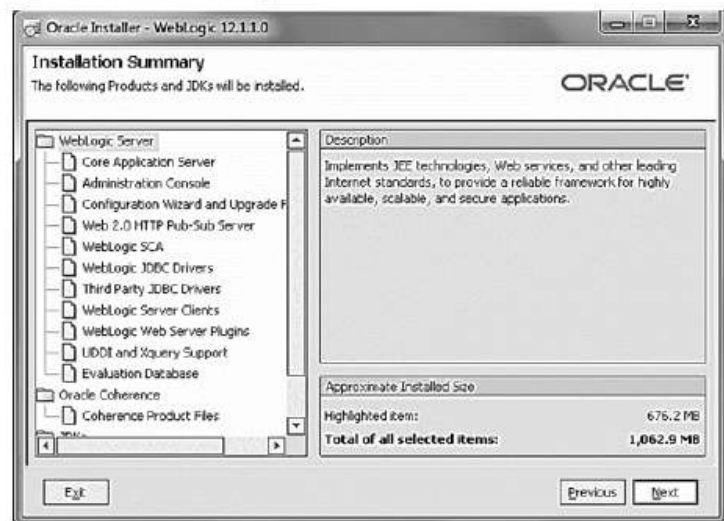 Oracle Installer - WebLogic 12.1.1.0
Installation Summary
The following Products and JDKs will be installed.
ORACLE'
WebLogic Server
Core Application Server
Administration Console
Configuration Wizard and Upgrade F
Web 2.0 HTTP Pub-Sub Server
WebLogic SCA
WebLogic JDBC Drivers
Third Party JDBC Drivers
WebLogic Server Clients
WebLogic Web Server Plugins
UDDI and Xquery Support
Evaluation Database
Oracle Coherence
Coherence Product Files
JDKs
Description
Implements JEE technologies, Web services, and other leading
Internet standards, to provide a reliable framework for highly
available, scalable, and secure applications.
Approximate Installed Size
Highlighted item: 676.2 MB
Total of all selected items: 1,062.9 MB
Exit
Previous
Next